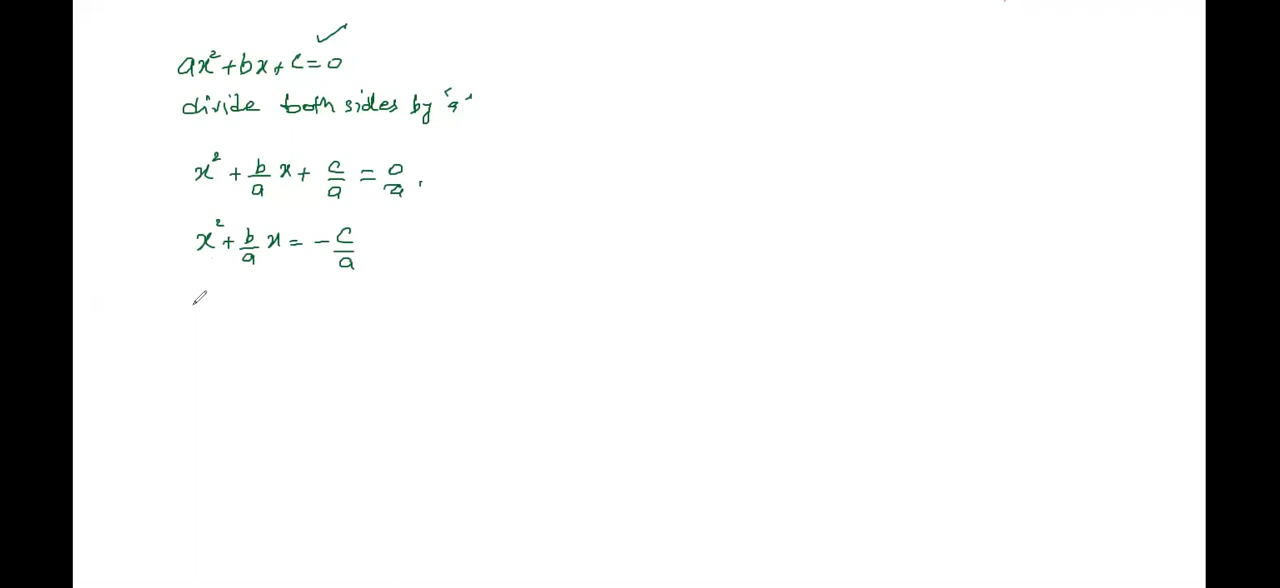 ax² + bx + c = 0
divide both sides by 'a'
x² + b/a x + c/a = 0/a .
x² + b/a x = - c/a